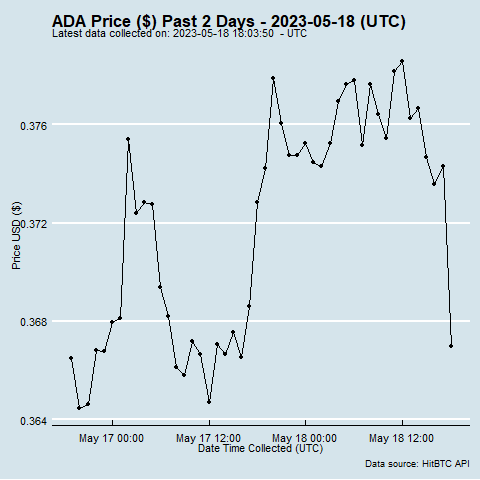 ADA Price ($) Past 2 Days - 2023-05-18 (UTC)
Latest data collected on: 2023-05-18 18:03:50 - UTC
0.376
0.372
Price USD ($)
0.368
0.364
May 17 00:00 May 17 12:00 May 18 00:00 May 18 12:00
Date Time Collected (UTC)
Data source: HitBTC API